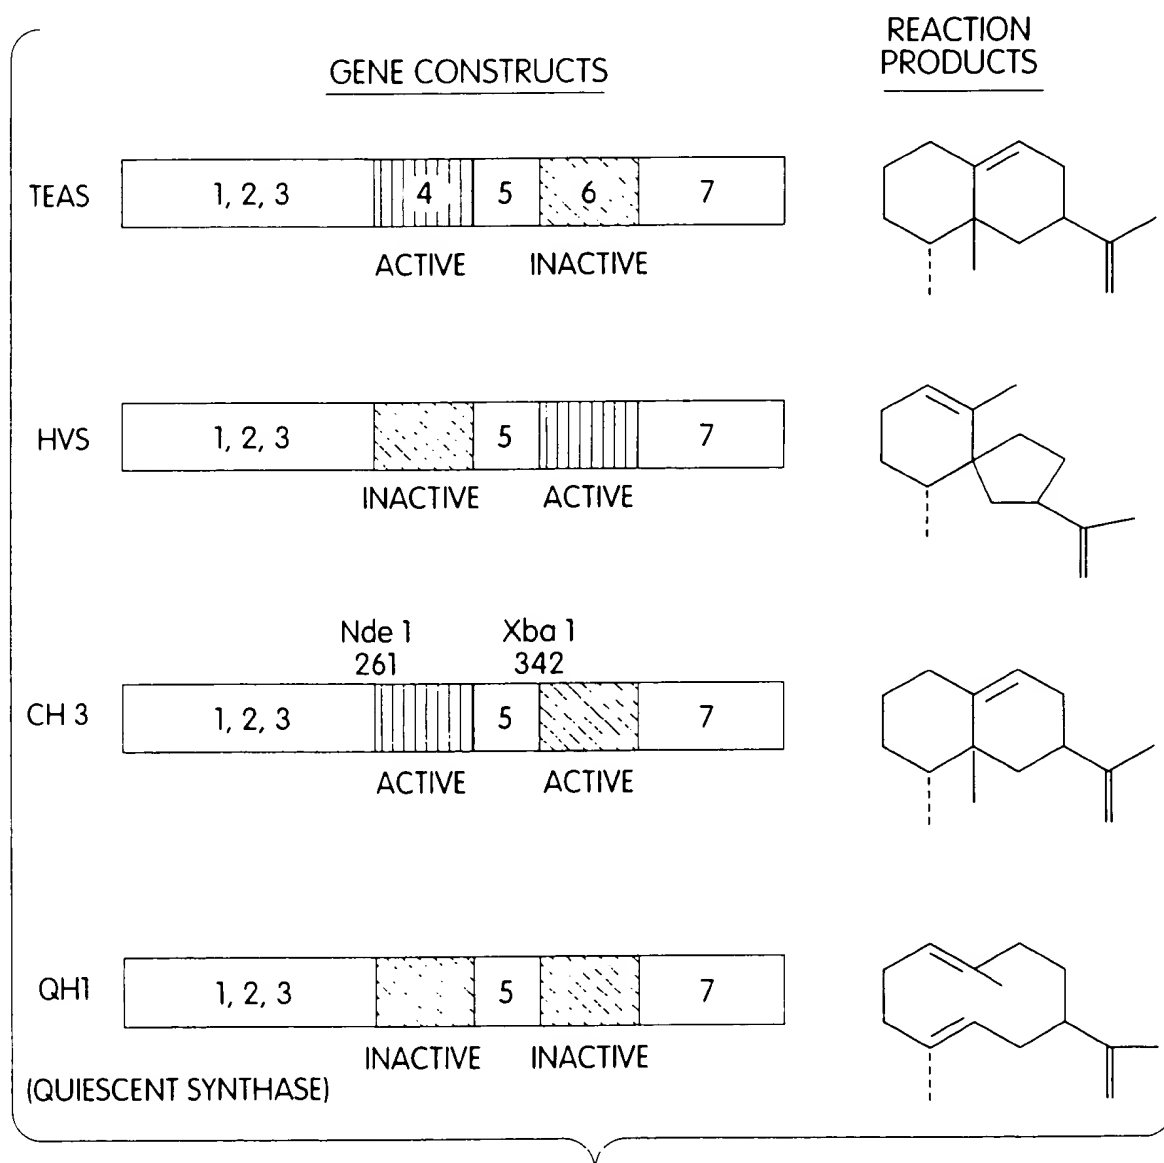 GENE CONSTRUCTS
REACTION
PRODUCTS
TEAS
1, 2, 3
4
5
6
7
ACTIVE
INACTIVE
HVS
1, 2, 3
5
7
INACTIVE
ACTIVE
Nde 1
261
Xba 1
342
CH 3
1, 2, 3
5
7
ACTIVE
ACTIVE
QH1
1, 2, 3
5
7
INACTIVE
INACTIVE
(QUIESCENT SYNTHASE)